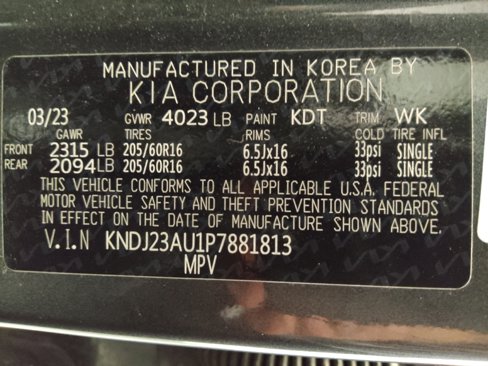 MANUFACTURED IN KOREA BY
KIA CORPORATION
03/23 GVWR 4023 LB PAINT KDT TRIM WK
GAWR TIRES RIMS COLD TIRE INFL
FRONT 2315 LB 205/60R16 6.5Jx16 33psi SINGLE
REAR 2094 LB 205/60R16 6.5Jx16 33psi SINGLE
THIS VEHICLE CONFORMS TO ALL APPLICABLE U.S.A. FEDERAL
MOTOR VEHICLE SAFETY AND THEFT PREVENTION STANDARDS
IN EFFECT ON THE DATE OF MANUFACTURE SHOWN ABOVE.
V.I.N KNDJ23AU1P7881813
MPV